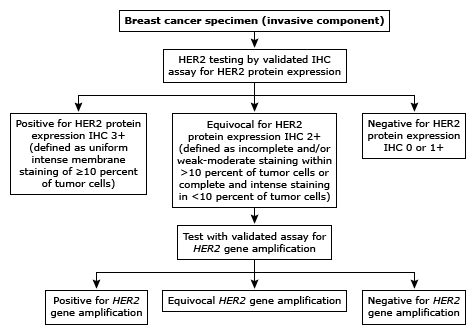 Breast cancer specimen (invasive component)
HER2 testing by validated IHC
assay for HER2 protein expression
Positive for HER2 protein
expression IHC 3+
(defined as uniform
intense membrane
staining of ≥10 percent
of tumor cells)
Equivocal for HER2
protein expression IHC 2+
(defined as incomplete and/or
weak-moderate staining within
>10 percent of tumor cells or
complete and intense staining
in <10 percent of tumor cells)
Negative for HER2
protein expression
IHC 0 or 1+
Test with validated assay for
HER2 gene amplification
Positive for HER2
gene amplification
Equivocal HER2 gene amplification
Negative for HER2
gene amplification